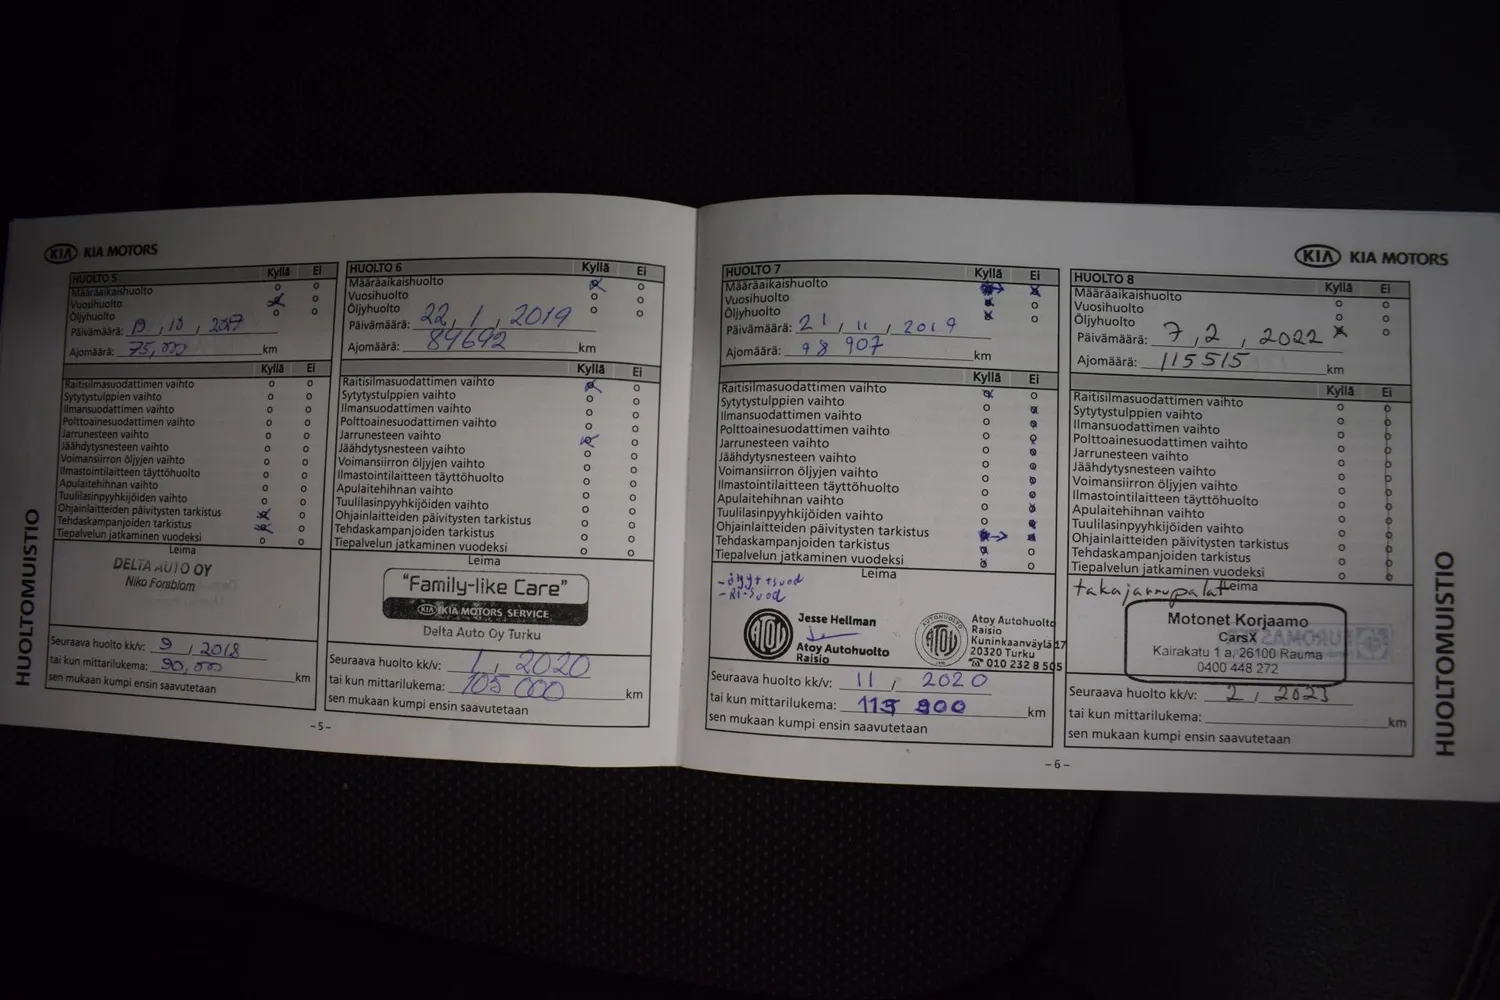 KIA KIA MOTORS
HUOLTO 5 Kyllä Ei
Määräaikaishuolto
Vuosihuolto
Öljyhuolto
Päivämäärä: , 10 , 2017
Ajomäärä: 75,000 km
Kyllä Ei
Raitisilmasuodattimen vaihto
Sytytystulppien vaihto
Ilmansuodattimen vaihto
Polttoainesuodattimen vaihto
Jarrunesteen vaihto
Jäähdytysnesteen vaihto
Voimansiirron öljyjen vaihto
Ilmastointilaitteen täyttöhuolto
Apulaitehihnan vaihto
Tuulilasinpyyhkijöiden vaihto
Ohjainlaitteiden päivitysten tarkistus
Tehdaskampanjoiden tarkistus
Tiepalvelun jatkaminen vuodeksi
Leima
DELTA AUTO OY
Niko Forsblom
Seuraava huolto kk/v: 9 , 2018
tai kun mittarilukema: 90,000 km
sen mukaan kumpi ensin saavutetaan
HUOLTO 6 Kyllä Ei
Määräaikaishuolto
Vuosihuolto
Öljyhuolto
Päivämäärä: 22 , 1 , 2019
Ajomäärä: 89692 km
Kyllä Ei
Raitisilmasuodattimen vaihto
Sytytystulppien vaihto
Ilmansuodattimen vaihto
Polttoainesuodattimen vaihto
Jarrunesteen vaihto
Jäähdytysnesteen vaihto
Voimansiirron öljyjen vaihto
Ilmastointilaitteen täyttöhuolto
Apulaitehihnan vaihto
Tuulilasinpyyhkijöiden vaihto
Ohjainlaitteiden päivitysten tarkistus
Tehdaskampanjoiden tarkistus
Tiepalvelun jatkaminen vuodeksi
Leima
"Family-like Care"
KIA KIA MOTORS SERVICE
Delta Auto Oy Turku
Seuraava huolto kk/v: 1 , 2020
tai kun mittarilukema: 105 000 km
sen mukaan kumpi ensin saavutetaan
HUOLTOMUISTIO
-5-
KIA KIA MOTORS
HUOLTO 7 Kyllä Ei
Määräaikaishuolto
Vuosihuolto
Öljyhuolto
Päivämäärä: 21 , 11 , 2019
Ajomäärä: 98 907 km
Kyllä Ei
Raitisilmasuodattimen vaihto
Sytytystulppien vaihto
Ilmansuodattimen vaihto
Polttoainesuodattimen vaihto
Jarrunesteen vaihto
Jäähdytysnesteen vaihto
Voimansiirron öljyjen vaihto
Ilmastointilaitteen täyttöhuolto
Apulaitehihnan vaihto
Tuulilasinpyyhkijöiden vaihto
Ohjainlaitteiden päivitysten tarkistus
Tehdaskampanjoiden tarkistus
Tiepalvelun jatkaminen vuodeksi
Leima
ATOY
Jesse Hellman
Atoy Autohuolto
Raisio
AUTOHUOLTO
ATOY
Atoy Autohuolto
Raisio
Kuninkaanväylä 17
20320 Turku
☎ 010 232 8 505
Seuraava huolto kk/v: 11 , 2020
tai kun mittarilukema: 113 900 km
sen mukaan kumpi ensin saavutetaan
HUOLTO 8 Kyllä Ei
Määräaikaishuolto
Vuosihuolto
Öljyhuolto
Päivämäärä: 7 , 2 , 2022
Ajomäärä: 115515 km
Kyllä Ei
Raitisilmasuodattimen vaihto
Sytytystulppien vaihto
Ilmansuodattimen vaihto
Polttoainesuodattimen vaihto
Jarrunesteen vaihto
Jäähdytysnesteen vaihto
Voimansiirron öljyjen vaihto
Ilmastointilaitteen täyttöhuolto
Apulaitehihnan vaihto
Tuulilasinpyyhkijöiden vaihto
Ohjainlaitteiden päivitysten tarkistus
Tehdaskampanjoiden tarkistus
Tiepalvelun jatkaminen vuodeksi
takajarrupalat Leima
Motonet Korjaamo
CarsX
Kairakatu 1 a, 26100 Rauma
0400 448 272
Seuraava huolto kk/v: 2 , 2023
tai kun mittarilukema: km
sen mukaan kumpi ensin saavutetaan
HUOLTOMUISTIO
-6-